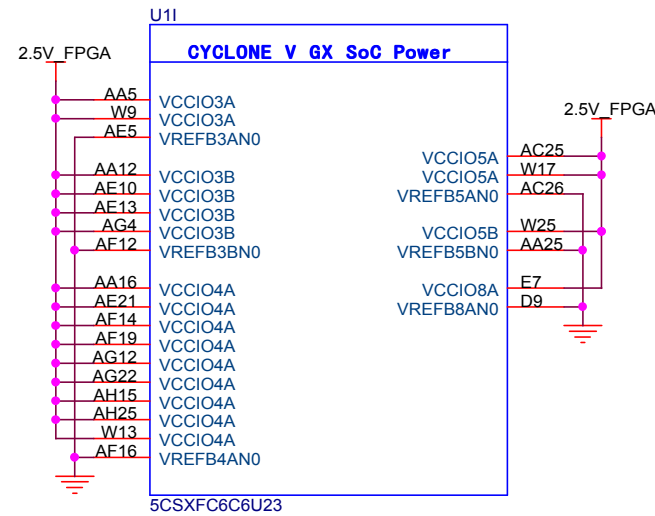 U1I
CYCLONE V GX SoC Power
2.5V_FPGA
2.5V_FPGA
AA5 VCCIO3A
W9 VCCIO3A
AE5 VREFB3AN0
AA12 VCCIO3B
AE10 VCCIO3B
AE13 VCCIO3B
AG4 VCCIO3B
AF12 VREFB3BN0
AA16 VCCIO4A
AE21 VCCIO4A
AF14 VCCIO4A
AF19 VCCIO4A
AG12 VCCIO4A
AG22 VCCIO4A
AH15 VCCIO4A
AH25 VCCIO4A
W13 VCCIO4A
AF16 VREFB4AN0
VCCIO5A AC25
VCCIO5A W17
VREFB5AN0 AC26
VCCIO5B W25
VREFB5BN0 AA25
VCCIO8A E7
VREFB8AN0 D9
5CSXFC6C6U23